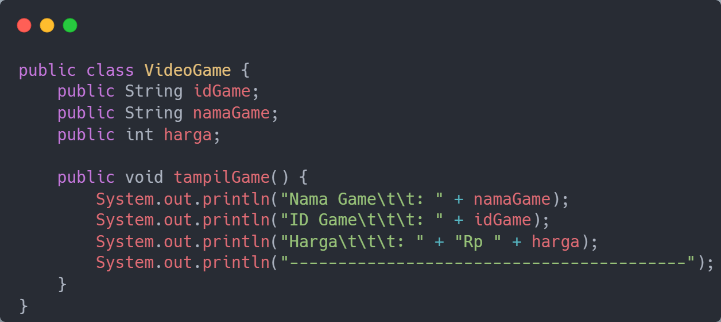 public class VideoGame {
    public String idGame;
    public String namaGame;
    public int harga;

    public void tampilGame() {
        System.out.println("Nama Game\t\t: " + namaGame);
        System.out.println("ID Game\t\t\t: " + idGame);
        System.out.println("Harga\t\t\t: " + "Rp " + harga);
        System.out.println("-----------------------------------------");
    }
}